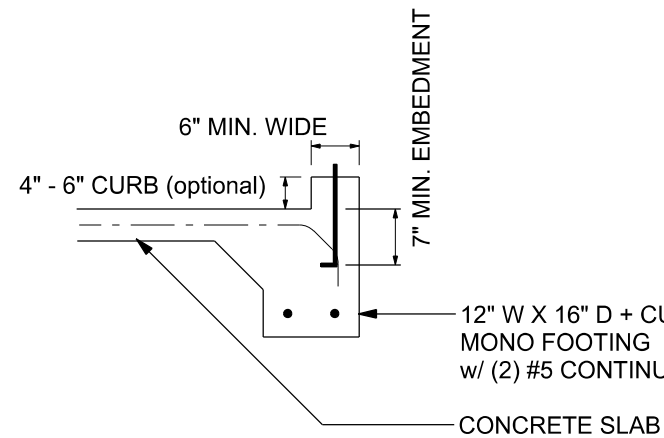 7" MIN. EMBEDMENT
6" MIN. WIDE
4" - 6" CURB (optional)
12" W X 16" D +
MONO FOOTING
w/ (2) #5
CONCRETE SLAB